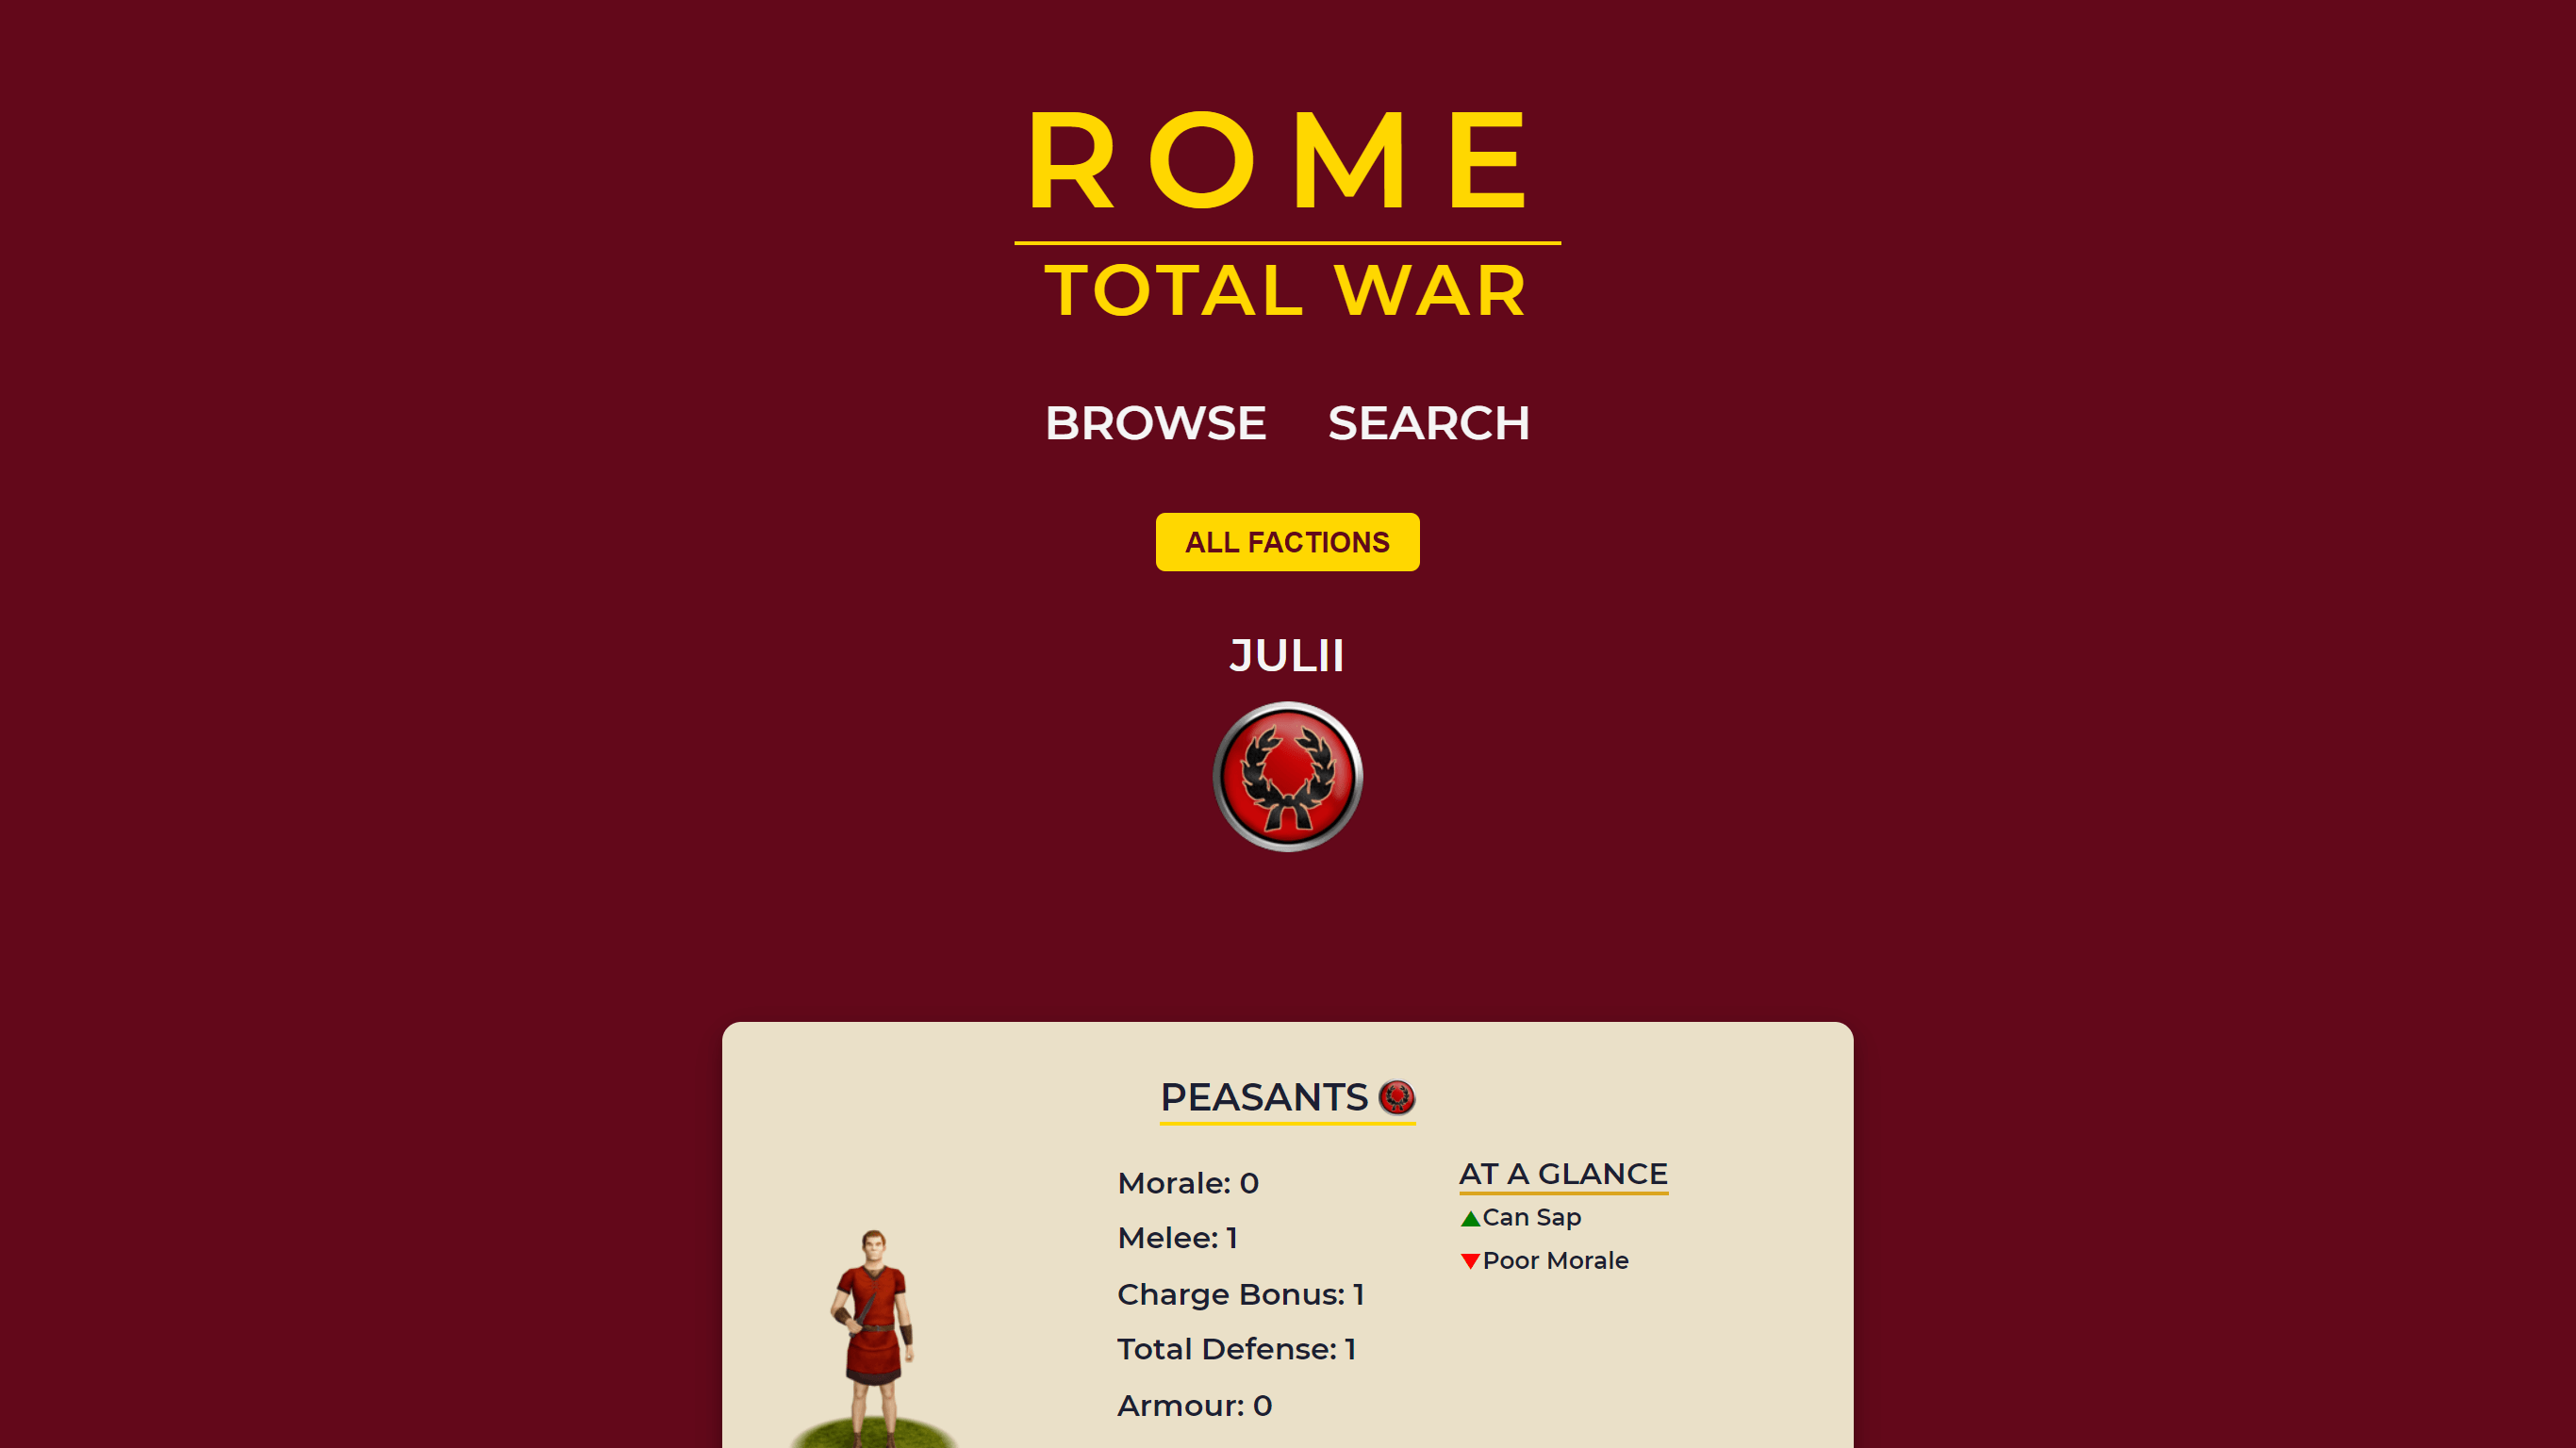 ROME
TOTAL WAR
BROWSE SEARCH
ALL FACTIONS
JULII
PEASANTS
Morale: 0
Melee: 1
Charge Bonus: 1
Total Defense: 1
Armour: 0
AT A GLANCE
Can Sap
Poor Morale